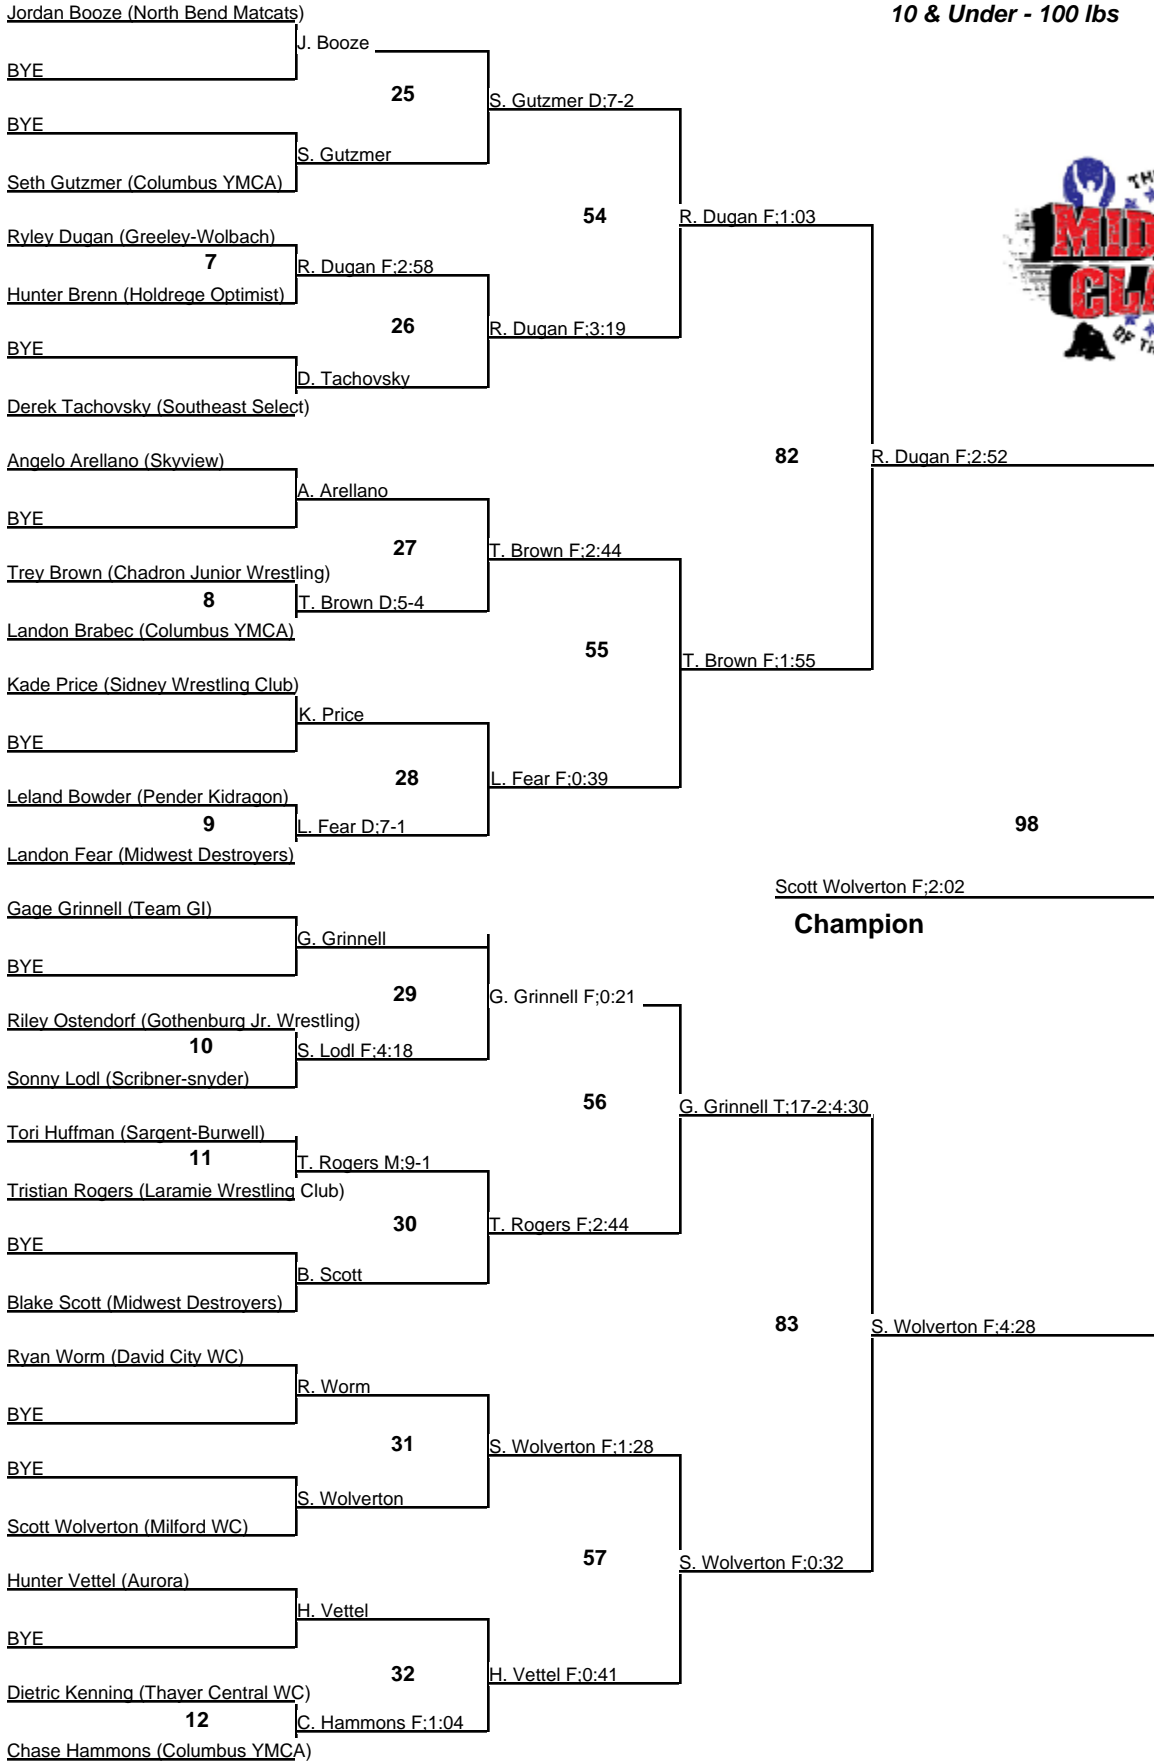 Jordan Booze (North Bend Matcats)
10 & Under - 100 lbs
J. Booze
BYE
25
S. Gutzmer D;7-2
BYE
S. Gutzmer
Seth Gutzmer (Columbus YMCA)
54
R. Dugan F;1:03
Ryley Dugan (Greeley-Wolbach)
7
R. Dugan F;2:58
Hunter Brenn (Holdrege Optimist)
26
R. Dugan F;3:19
BYE
D. Tachovsky
Derek Tachovsky (Southeast Select)
82
R. Dugan F;2:52
Angelo Arellano (Skyview)
A. Arellano
BYE
27
T. Brown F;2:44
Trey Brown (Chadron Junior Wrestling)
8
T. Brown D;5-4
Landon Brabec (Columbus YMCA)
55
T. Brown F;1:55
Kade Price (Sidney Wrestling Club)
K. Price
BYE
28
L. Fear F;0:39
Leland Bowder (Pender Kidragon)
9
L. Fear D;7-1
98
Landon Fear (Midwest Destroyers)
Scott Wolverton F;2:02
Champion
Gage Grinnell (Team GI)
G. Grinnell
BYE
29
G. Grinnell F;0:21
Riley Ostendorf (Gothenburg Jr. Wrestling)
10
S. Lodl F;4:18
Sonny Lodl (Scribner-snyder)
56
G. Grinnell T;17-2;4:30
Tori Huffman (Sargent-Burwell)
11
T. Rogers M;9-1
Tristian Rogers (Laramie Wrestling Club)
30
T. Rogers F;2:44
BYE
B. Scott
Blake Scott (Midwest Destroyers)
83
S. Wolverton F;4:28
Ryan Worm (David City WC)
R. Worm
BYE
31
S. Wolverton F;1:28
BYE
S. Wolverton
Scott Wolverton (Milford WC)
57
S. Wolverton F;0:32
Hunter Vettel (Aurora)
H. Vettel
BYE
32
H. Vettel F;0:41
Dietric Kenning (Thayer Central WC)
12
C. Hammons F;1:04
Chase Hammons (Columbus YMCA)